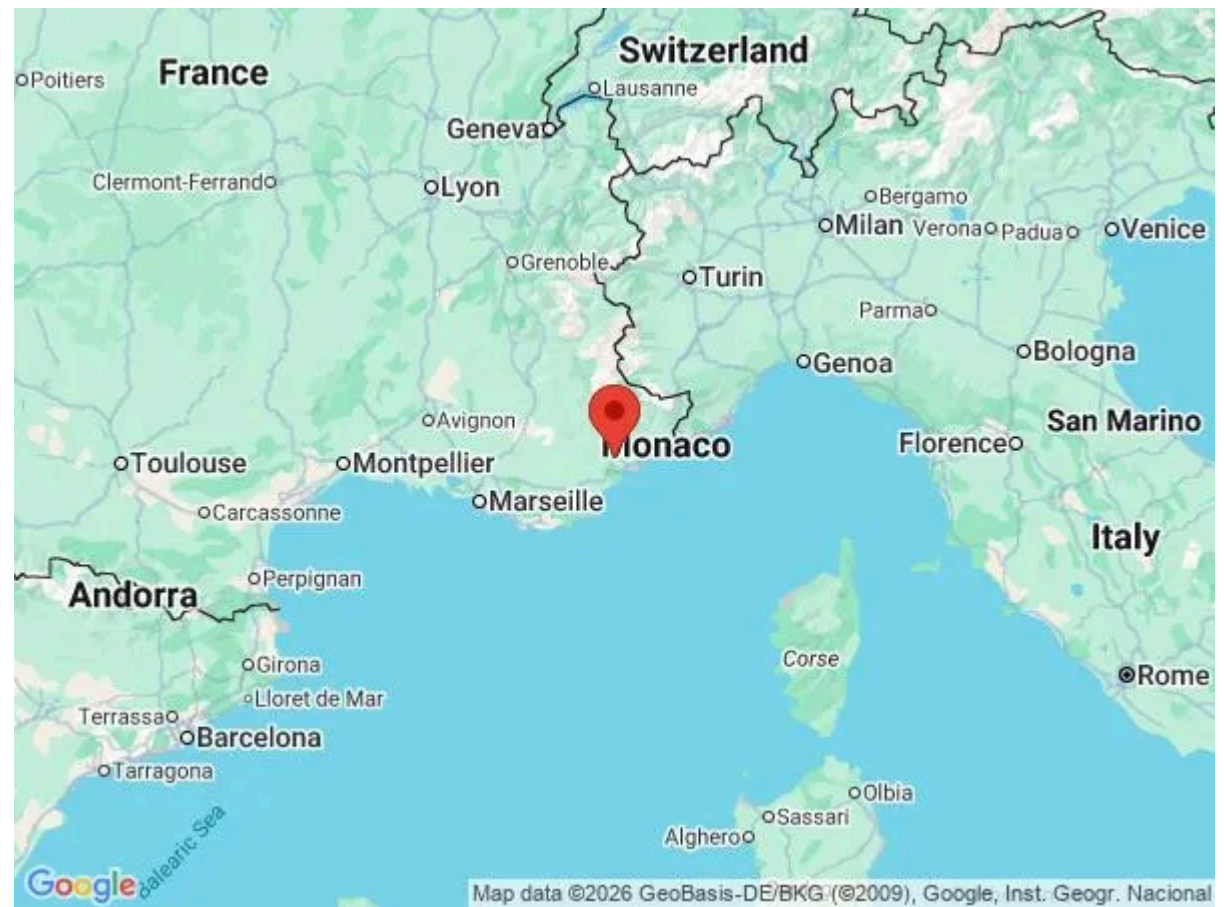 Switzerland
France
Poitiers
Lausanne
Geneva
Clermont-Ferrand
Lyon
Bergamo
Milan
Verona
Padua
Venice
Grenoble
Turin
Parma
Genoa
Bologna
Avignon
San Marino
Monaco
Florence
Toulouse
Montpellier
Marseille
Carcassonne
Italy
Perpignan
Andorra
Corse
Girona
Rome
Lloret de Mar
Terrassa
Barcelona
Tarragona
Olbia
Sassari
Alghero
Balearic Sea
Google
Map data ©2026 GeoBasis-DE/BKG (©2009), Google, Inst. Geogr. Nacional